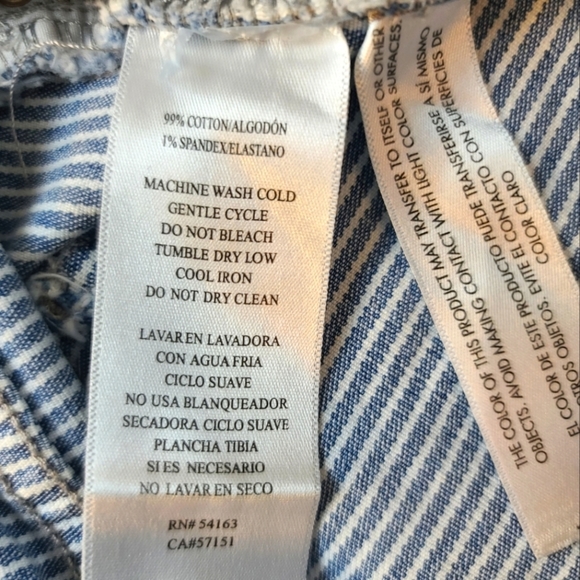 99% COTTON/ALGODÓN
1% SPANDEX/ELASTANO
MACHINE WASH COLD
GENTLE CYCLE
DO NOT BLEACH
TUMBLE DRY LOW
COOL IRON
DO NOT DRY CLEAN
LAVAR EN LAVADORA
CON AGUA FRIA
CICLO SUAVE
NO USA BLANQUEADOR
SECADORA CICLO SUAVE
PLANCHA TIBIA
SI ES NECESARIO
NO LAVAR EN SECO
RN# 54163
CA#57151
THE COLOR OF THIS PRODUCT MAY TRANSFER TO ITSELF OR OTHER
OBJECTS, AVOID MAKING CONTACT WITH LIGHT COLOR SURFACES.
EL COLOR DE ESTE PRODUCTO PUEDE TRANSFERIRSE A SÍ MISMO
OBJETOS, EVITE EL CONTACTO CON SUPERFICIES DE
COLOR CLARO